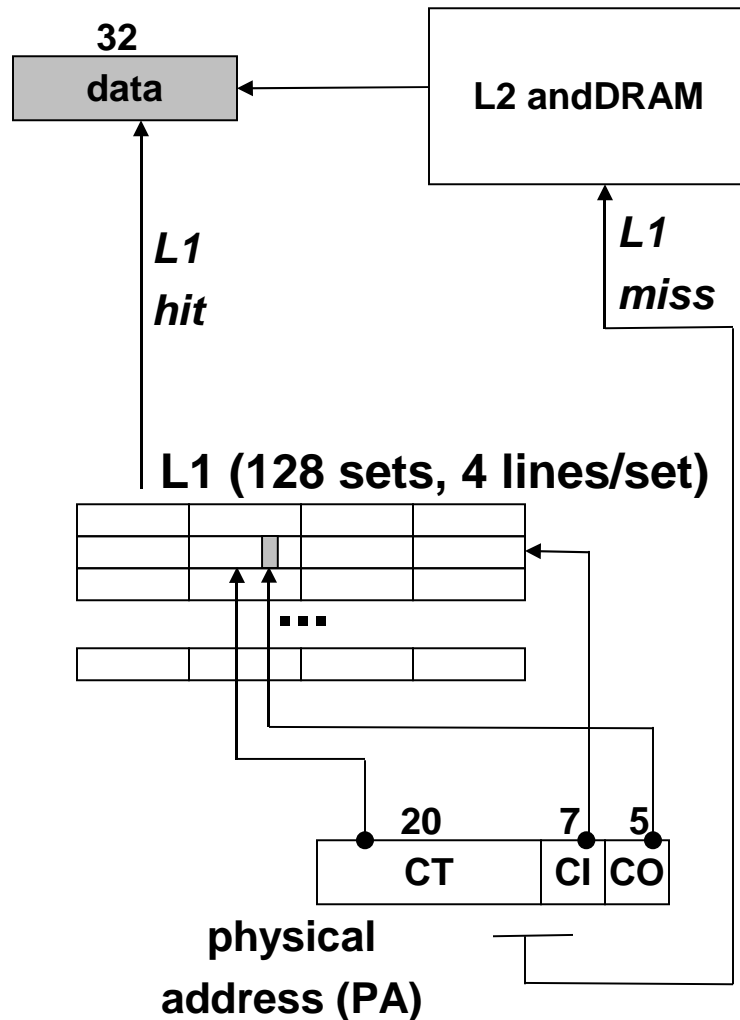 32
data
L2 andDRAM
L1
hit
L1
miss
L1 (128 sets, 4 lines/set)
...
20
7
5
CT
CI
CO
physical
address (PA)